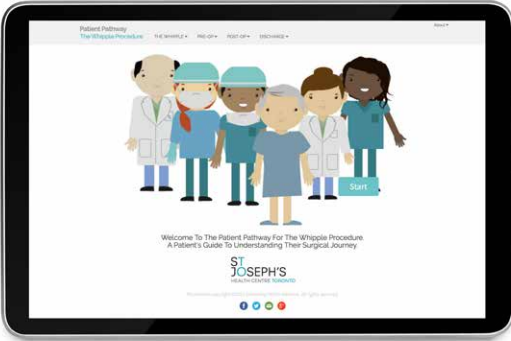 Patient Pathway
The Whipple Procedure
THE WHIPPLE
PRE-OP
POST-OP
DISCHARGE
About
Start
Welcome To The Patient Pathway For The Whipple Procedure
A Patient's Guide To Understanding Their Surgical Journey
ST
JOSEPH'S
HEALTH CENTRE TORONTO